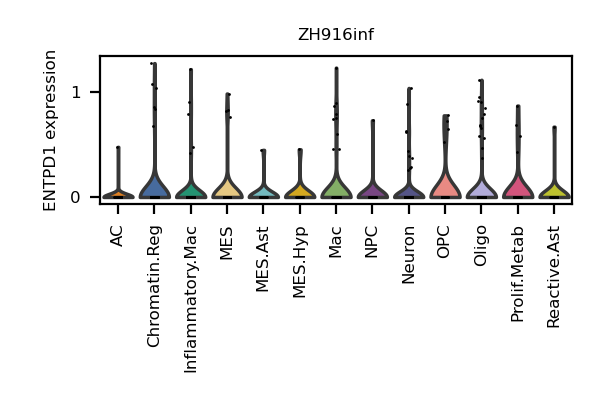 ZH916inf
ENTPD1 expression
1
0
AC
Chromatin.Reg
Inflammatory.Mac
MES
MES.Ast
MES.Hyp
Mac
NPC
Neuron
OPC
Oligo
Prolif.Metab
Reactive.Ast